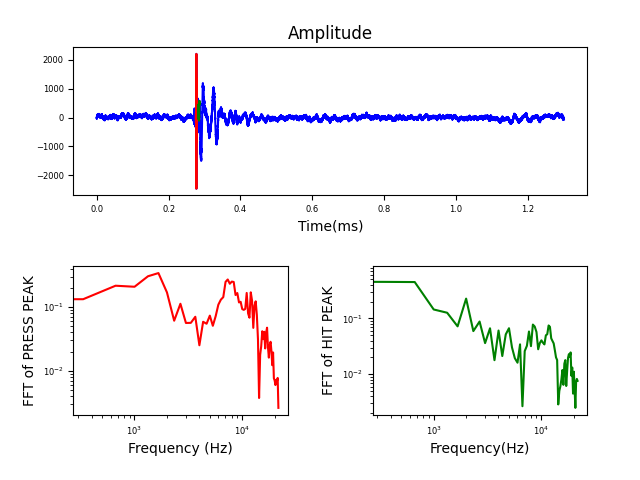 Amplitude
2000
1000
0
−1000
−2000
0.0 0.2 0.4 0.6 0.8 1.0 1.2
Time(ms)
FFT of PRESS PEAK
10⁻¹
10⁻²
10³ 10⁴
Frequency (Hz)
FFT of HIT PEAK
10⁻¹
10⁻²
10³ 10⁴
Frequency(Hz)